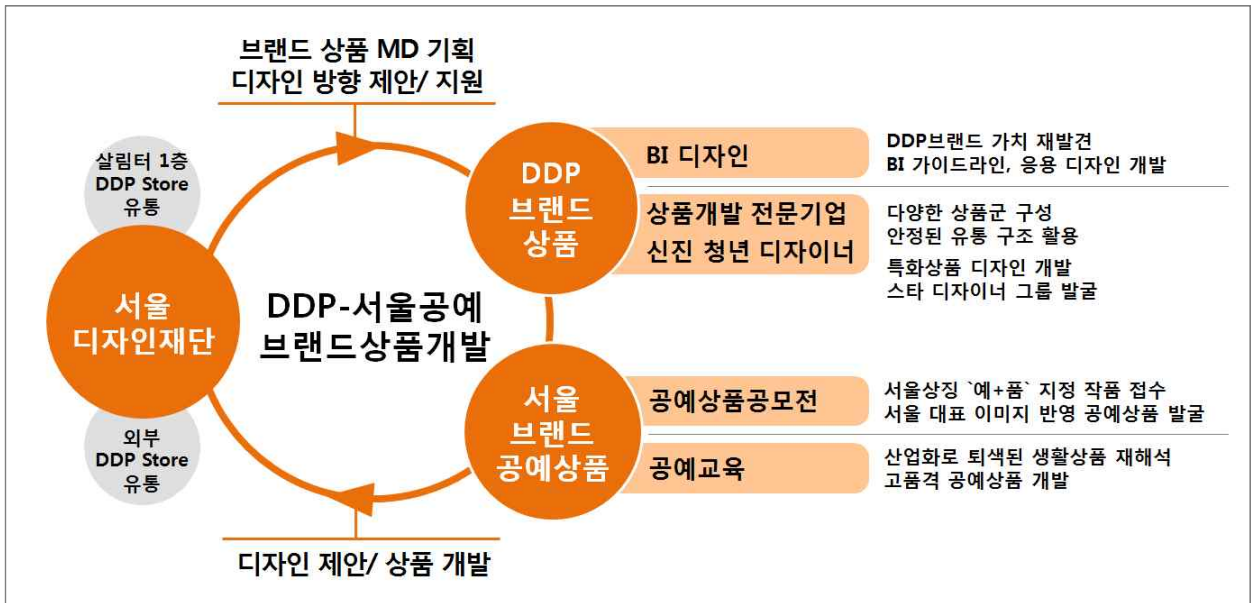 브랜드 상품 MD 기획
디자인 방향 제안/ 지원
살림터 1층
DDP Store
유통
서울
디자인재단
외부
DDP Store
유통
DDP-서울공예
브랜드상품개발
디자인 제안/ 상품 개발
DDP
브랜드
상품
BI 디자인
DDP브랜드 가치 재발견
BI 가이드라인, 응용 디자인 개발
상품개발 전문기업
신진 청년 디자이너
다양한 상품군 구성
안정된 유통 구조 활용
특화상품 디자인 개발
스타 디자이너 그룹 발굴
서울
브랜드
공예상품
공예상품공모전
서울상징 `예+품` 지정 작품 접수
서울 대표 이미지 반영 공예상품 발굴
공예교육
산업화로 퇴색된 생활상품 재해석
고품격 공예상품 개발